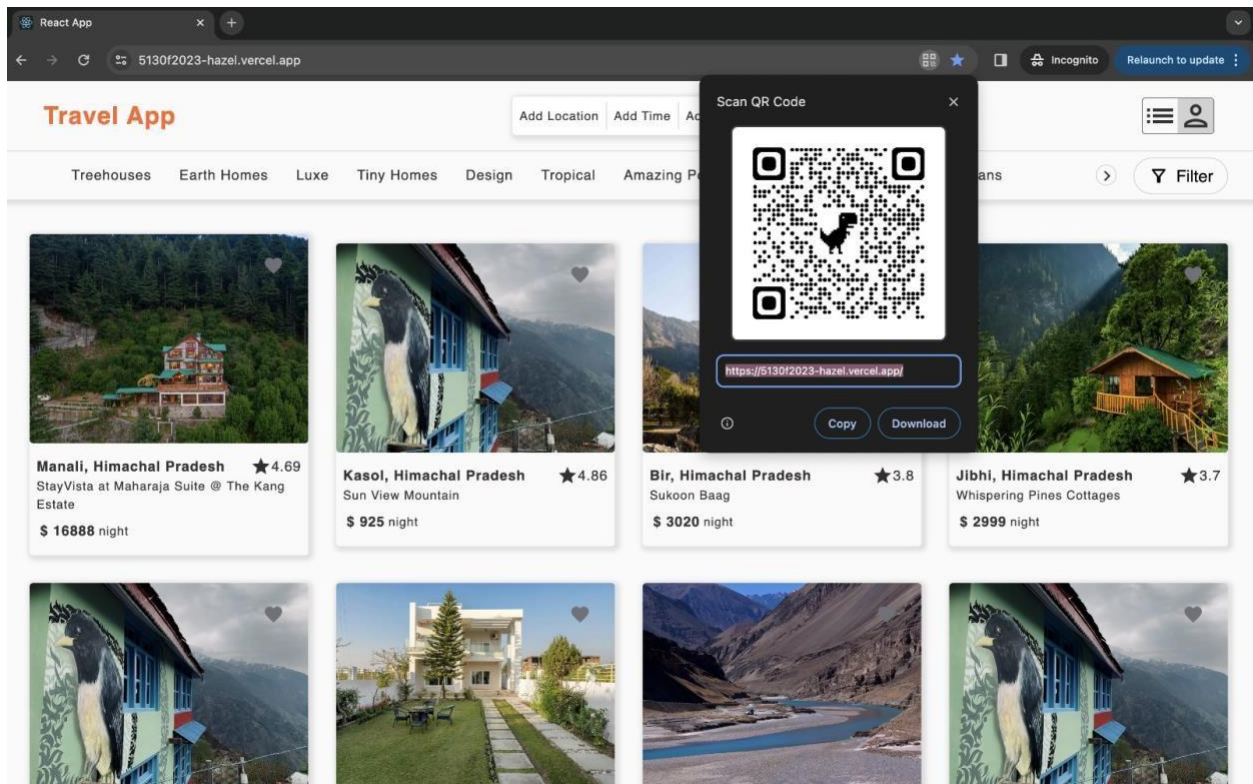 React App
5130f2023-hazel.vercel.app
Incognito
Relaunch to update
Travel App
Add Location
Add Time
Scan QR Code
Treehouses
Earth Homes
Luxe
Tiny Homes
Design
Tropical
Amazing
Filter
https://5130f2023-hazel.vercel.app/
Copy
Download
Manali, Himachal Pradesh ★4.69
StayVista at Maharaja Suite @ The Kang
Estate
$ 16888 night
Kasol, Himachal Pradesh ★4.86
Sun View Mountain
$ 925 night
Bir, Himachal Pradesh ★3.8
Sukoon Baag
$ 3020 night
Jibhi, Himachal Pradesh ★3.7
Whispering Pines Cottages
$ 2999 night